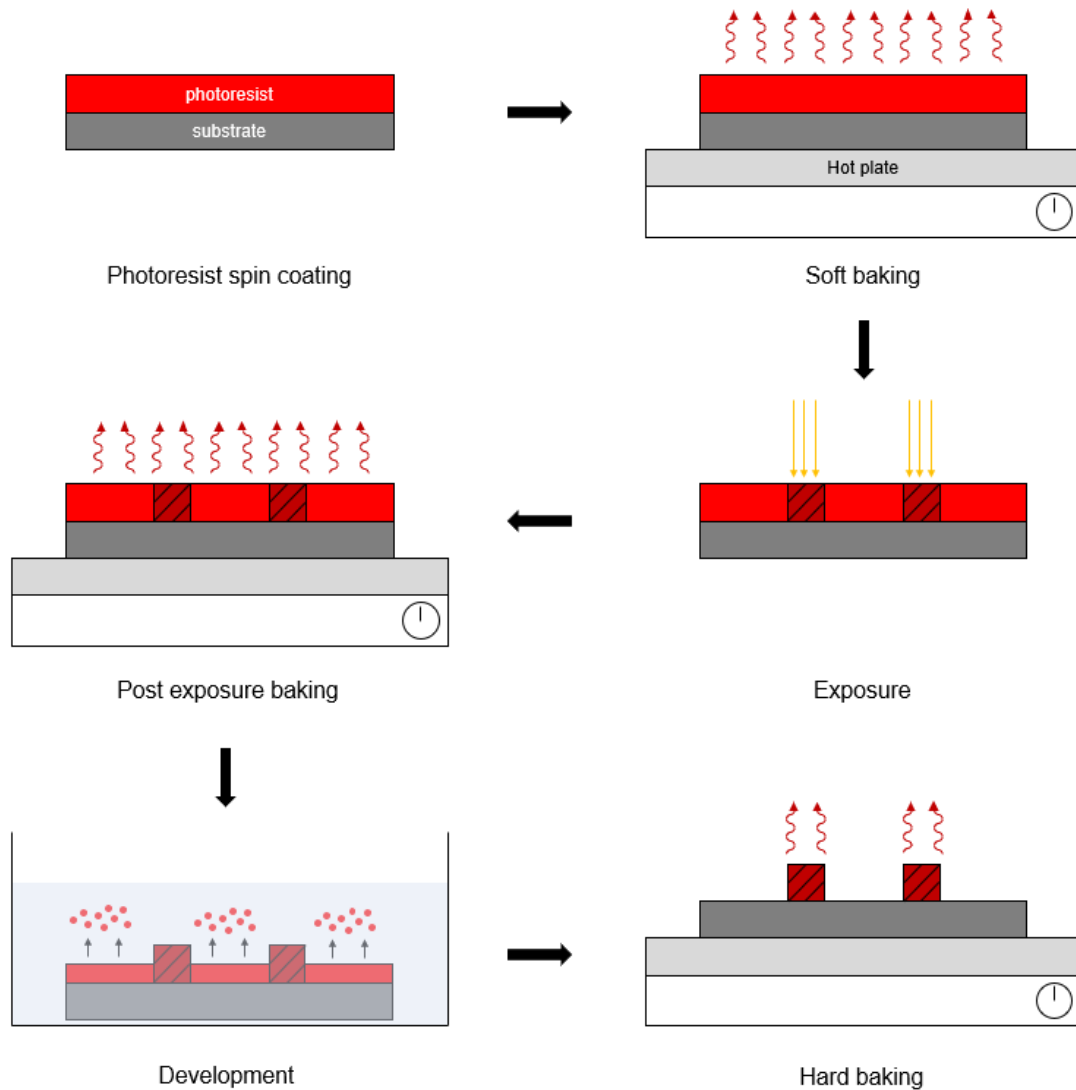 photoresist
substrate
Hot plate
Photoresist spin coating
Soft baking
Post exposure baking
Exposure
Development
Hard baking